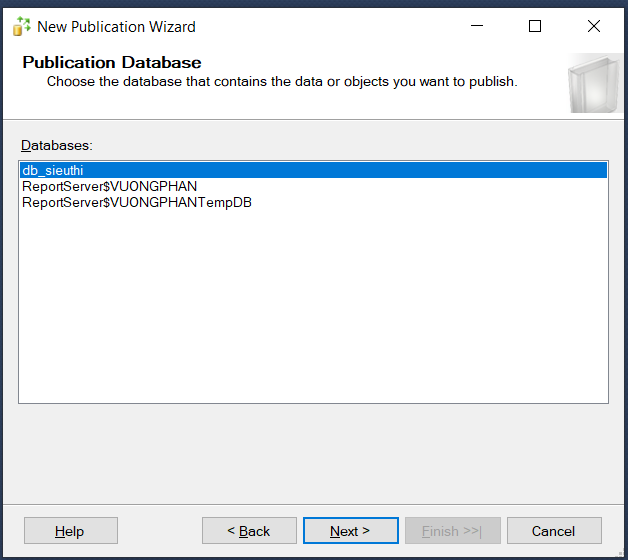 New Publication Wizard
Publication Database
Choose the database that contains the data or objects you want to publish.
Databases:
db_sieuthi
ReportServer$VUONGPHAN
ReportServer$VUONGPHANTempDB
Help
< Back
Next >
Finish >>|
Cancel